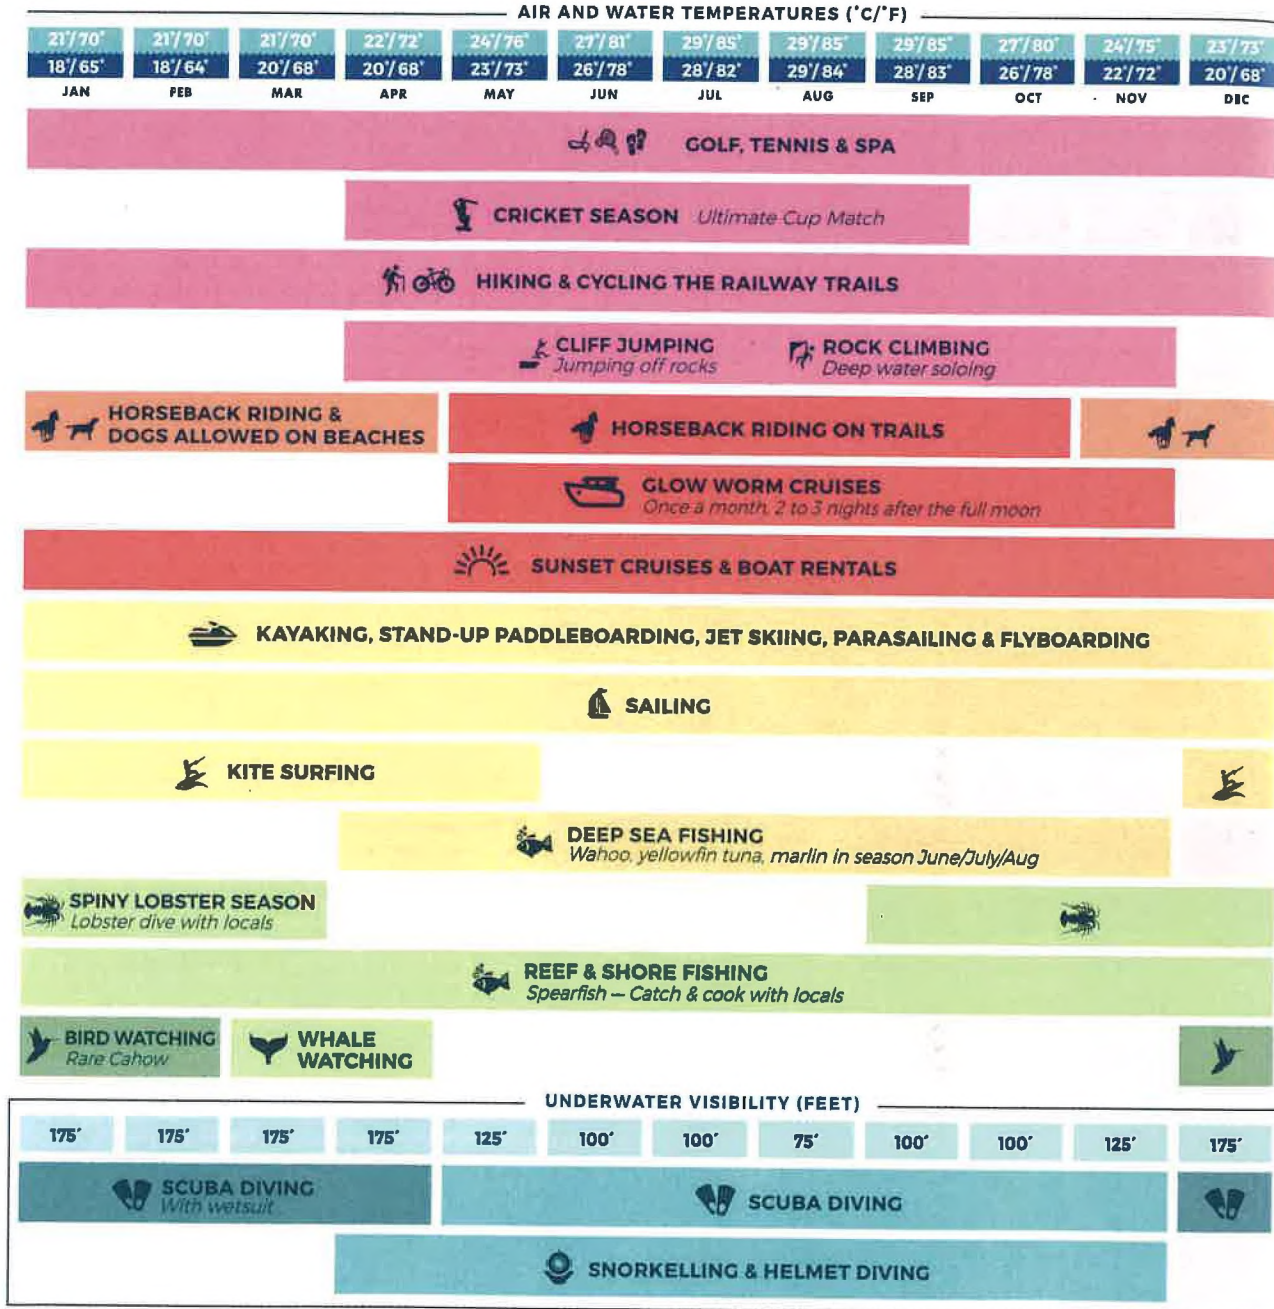 AIR AND WATER TEMPERATURES (°C/°F)
21°/70° 21°/70° 21°/70° 22°/72° 24°/76° 27°/81° 29°/85° 29°/85° 29°/85° 27°/80° 24°/75° 23°/73°
18°/65° 18°/64° 20°/68° 20°/68° 23°/73° 26°/78° 28°/82° 29°/84° 28°/83° 26°/78° 22°/72° 20°/68°
JAN FEB MAR APR MAY JUN JUL AUG SEP OCT NOV DEC
GOLF, TENNIS & SPA
CRICKET SEASON Ultimate Cup Match
HIKING & CYCLING THE RAILWAY TRAILS
CLIFF JUMPING
Jumping off rocks
ROCK CLIMBING
Deep water soloing
HORSEBACK RIDING &
DOGS ALLOWED ON BEACHES
HORSEBACK RIDING ON TRAILS
GLOW WORM CRUISES
Once a month, 2 to 3 nights after the full moon
SUNSET CRUISES & BOAT RENTALS
KAYAKING, STAND-UP PADDLEBOARDING, JET SKIING, PARASAILING & FLYBOARDING
SAILING
KITE SURFING
DEEP SEA FISHING
Wahoo, yellowfin tuna, marlin in season June/July/Aug
SPINY LOBSTER SEASON
Lobster dive with locals
REEF & SHORE FISHING
Spearfish – Catch & cook with locals
BIRD WATCHING
Rare Cahow
WHALE
WATCHING
UNDERWATER VISIBILITY (FEET)
175' 175' 175' 175' 125' 100' 100' 75' 100' 100' 125' 175'
SCUBA DIVING
With wetsuit
SCUBA DIVING
SNORKELLING & HELMET DIVING